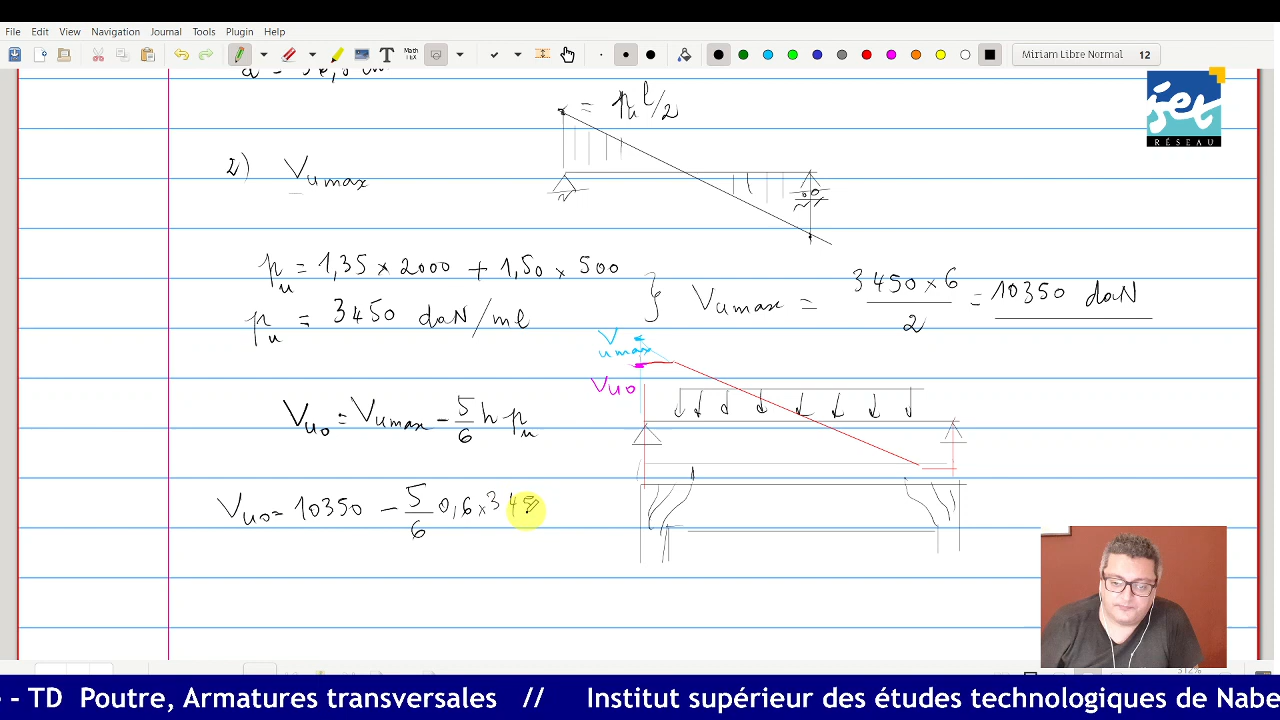 File Edit View Navigation Journal Tools Plugin Help
Miriam Libre Normal 12
iset
RÉSEAU
= pu l/2
2) Vumax
pu = 1,35 × 2000 + 1,50 × 500
pu = 3450 daN/ml
} Vumax = 3450 × 6 / 2 = 10350 daN
Vumax
Vu0
Vu0 = Vumax - 5/6 h pu
Vu0 = 10350 - 5/6 0,6 × 345
- TD Poutre, Armatures transversales // Institut supérieur des études technologiques de Nabe